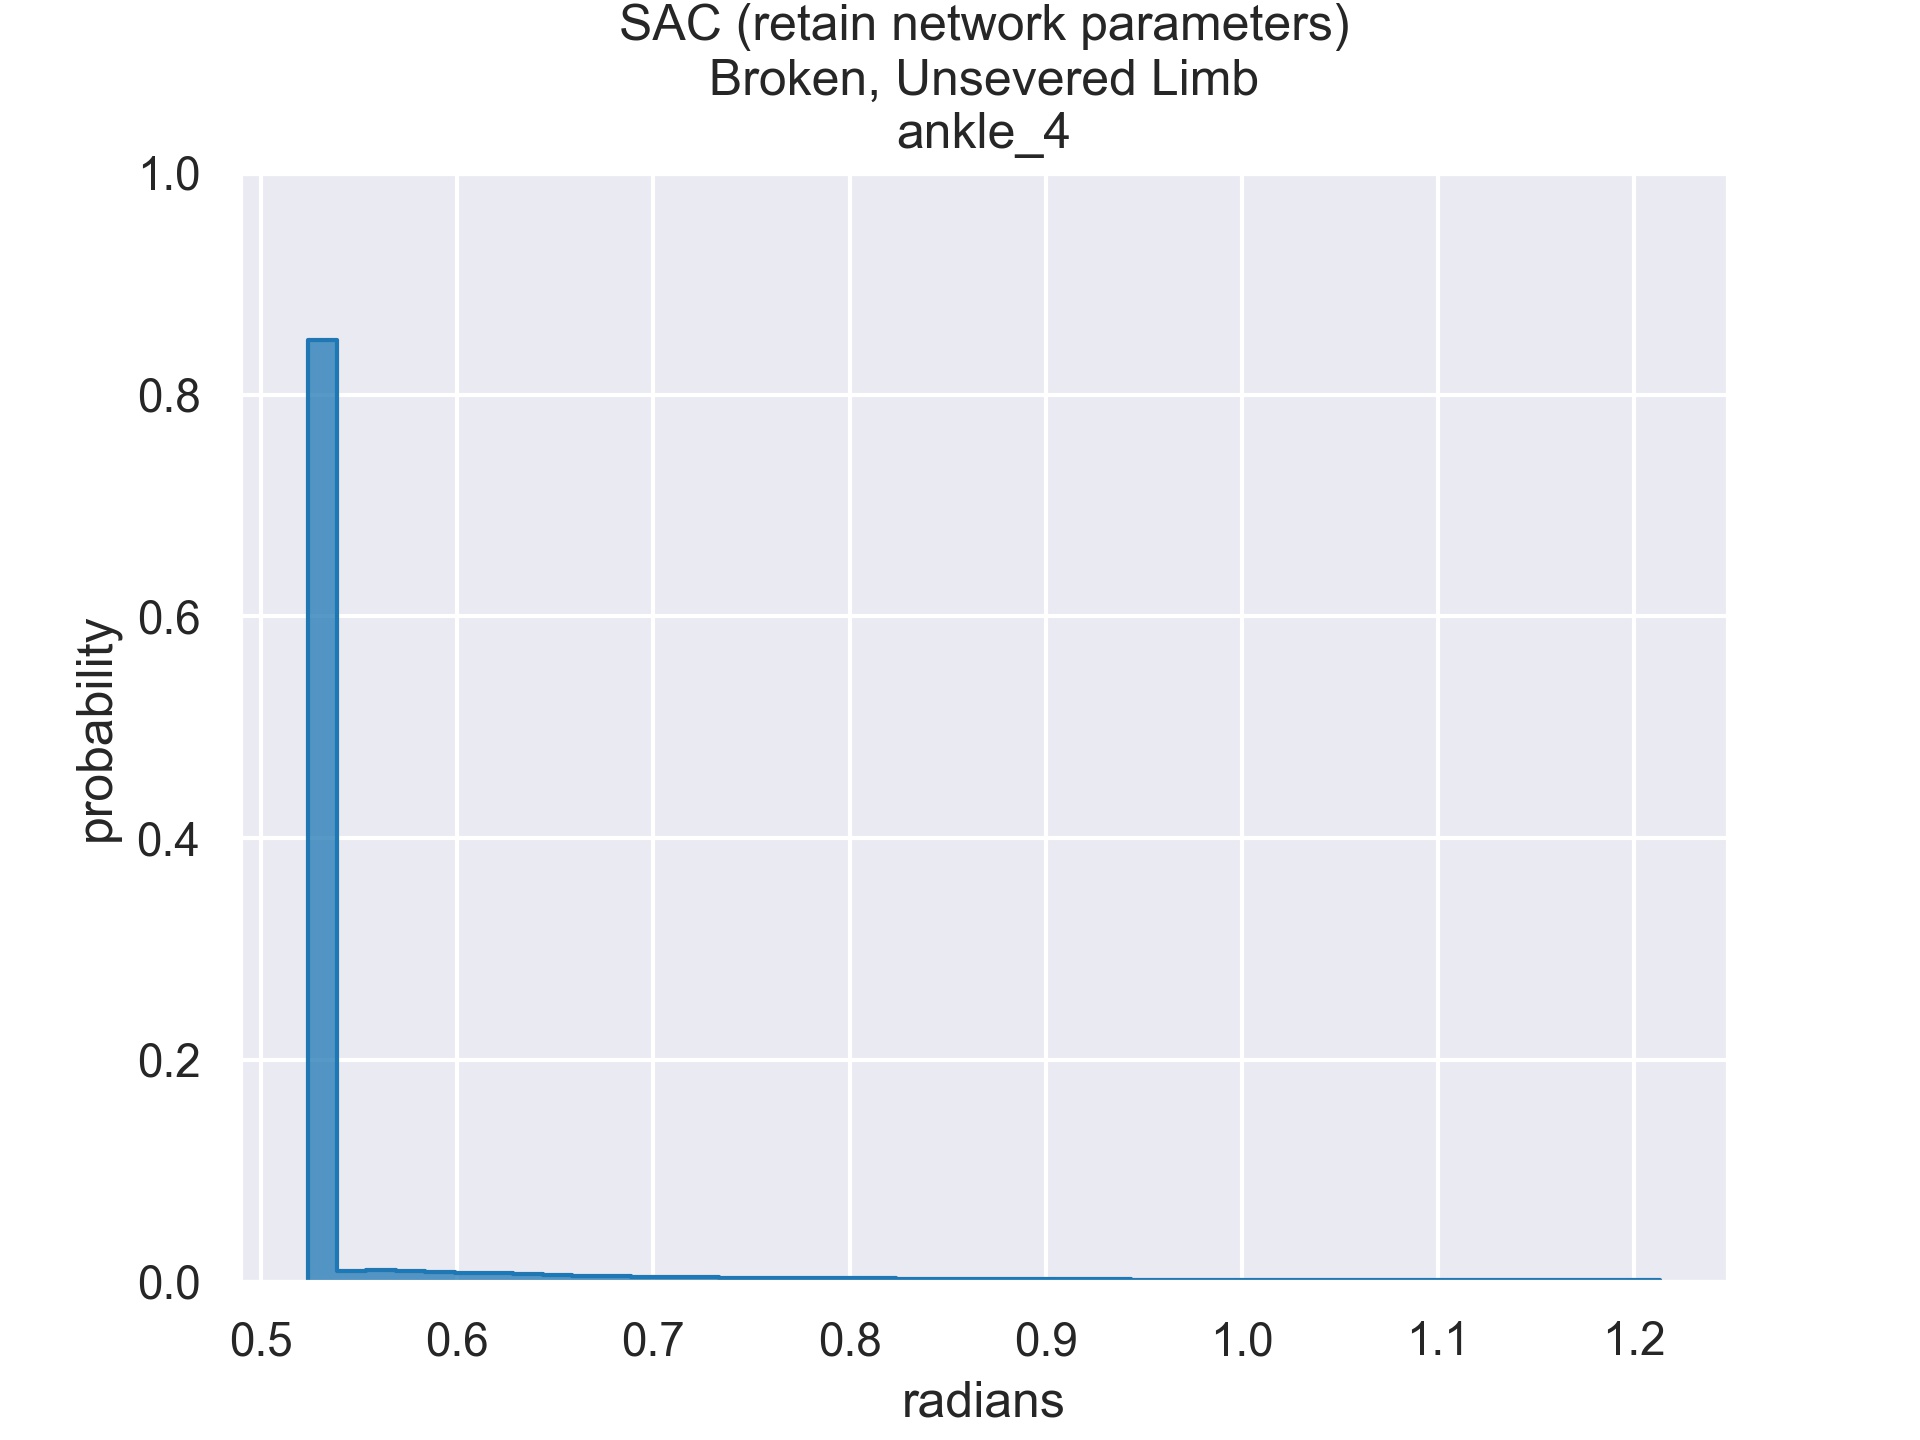 SAC (retain network parameters)
Broken, Unsevered Limb
ankle_4
1.0
0.8
0.6
0.4
0.2
0.0
probability
0.5 0.6 0.7 0.8 0.9 1.0 1.1 1.2
radians